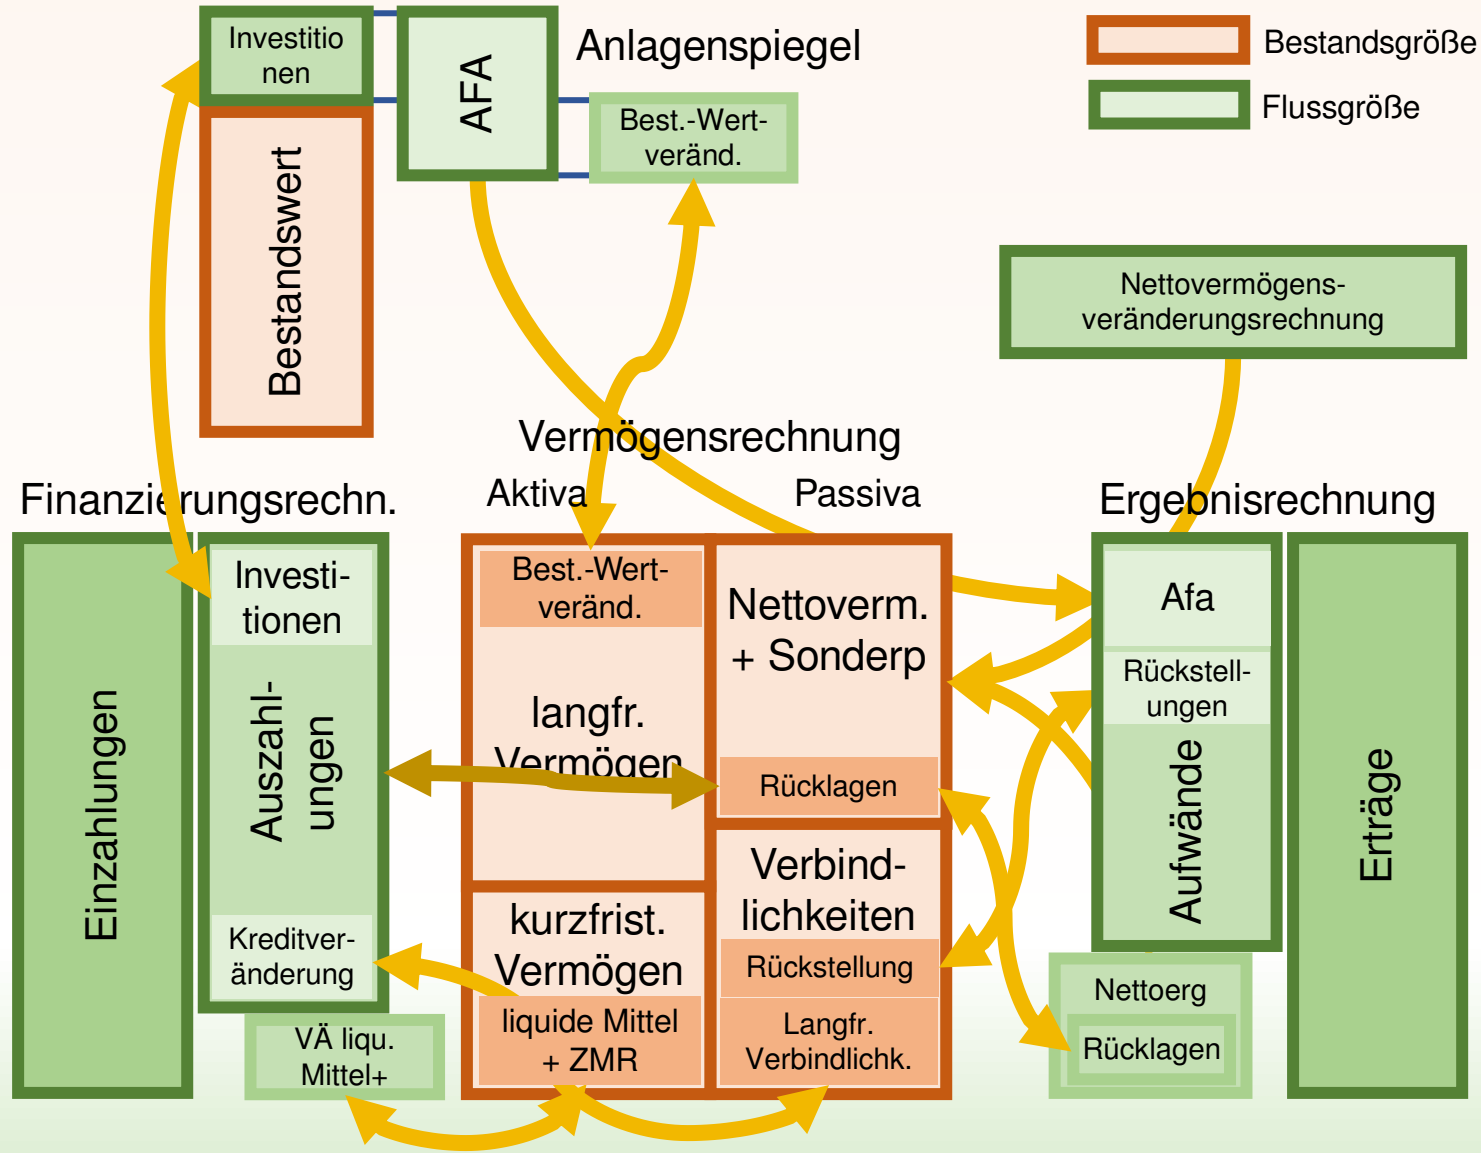 Investitio
nen
AFA
Anlagenspiegel
Bestandsgröße
Flussgröße
Best.-Wert-
veränd.
Bestandswert
Nettovermögens-
veränderungsrechnung
Vermögensrechnung
Finanzierungsrechn.
Aktiva
Passiva
Ergebnisrechnung
Einzahlungen
Investi-
tionen
Auszahl-
ungen
Kreditver-
änderung
VÄ liqu.
Mittel+
Best.-Wert-
veränd.
langfr.
Vermögen
kurzfrist.
Vermögen
liquide Mittel
+ ZMR
Nettoverm.
+ Sonderp
Rücklagen
Verbind-
lichkeiten
Rückstellung
Langfr.
Verbindlichk.
Afa
Rückstell-
ungen
Aufwände
Nettoerg
Rücklagen
Erträge